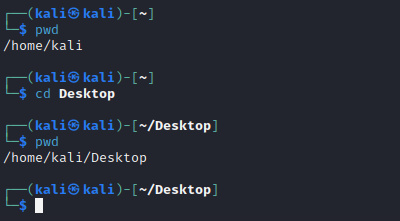 ┌──(kali㉿kali)-[~]
└─$ pwd
/home/kali
┌──(kali㉿kali)-[~]
└─$ cd Desktop
┌──(kali㉿kali)-[~/Desktop]
└─$ pwd
/home/kali/Desktop
┌──(kali㉿kali)-[~/Desktop]
└─$